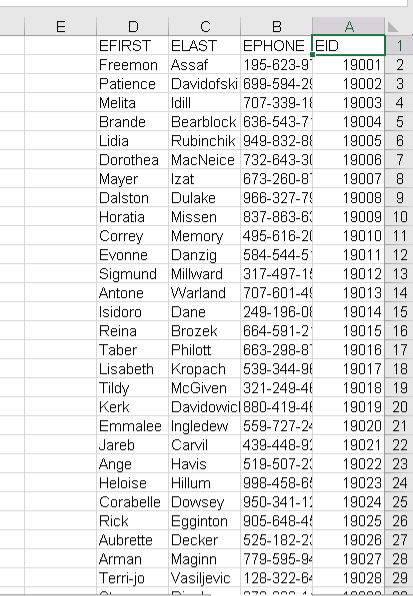 E D C B A
EFIRST ELAST EPHONE EID 1
Freemon Assaf 195-623-9 19001 2
Patience Davidofski 699-594-2 19002 3
Melita Idill 707-339-1 19003 4
Brande Bearblock 636-543-7 19004 5
Lidia Rubinchik 949-832-8 19005 6
Dorothea MacNeice 732-643-3 19006 7
Mayer Izat 673-260-8 19007 8
Dalston Dulake 966-327-7 19008 9
Horatia Missen 837-863-6 19009 10
Correy Memory 495-616-2 19010 11
Evonne Danzig 584-544-5 19011 12
Sigmund Millward 317-497-1 19012 13
Antone Warland 707-601-4 19013 14
Isidoro Dane 249-196-0 19014 15
Reina Brozek 664-591-2 19015 16
Taber Philott 663-298-8 19016 17
Lisabeth Kropach 539-344-9 19017 18
Tildy McGiven 321-249-4 19018 19
Kerk Davidowic 880-419-4 19019 20
Emmalee Ingledew 559-727-2 19020 21
Jareb Carvil 439-448-9 19021 22
Ange Havis 519-507-2 19022 23
Heloise Hillum 998-458-6 19023 24
Corabelle Dowsey 950-341-1 19024 25
Rick Egginton 905-648-4 19025 26
Aubrette Decker 525-182-2 19026 27
Arman Maginn 779-595-9 19027 28
Terri-jo Vasiljevic 128-322-6 19028 29